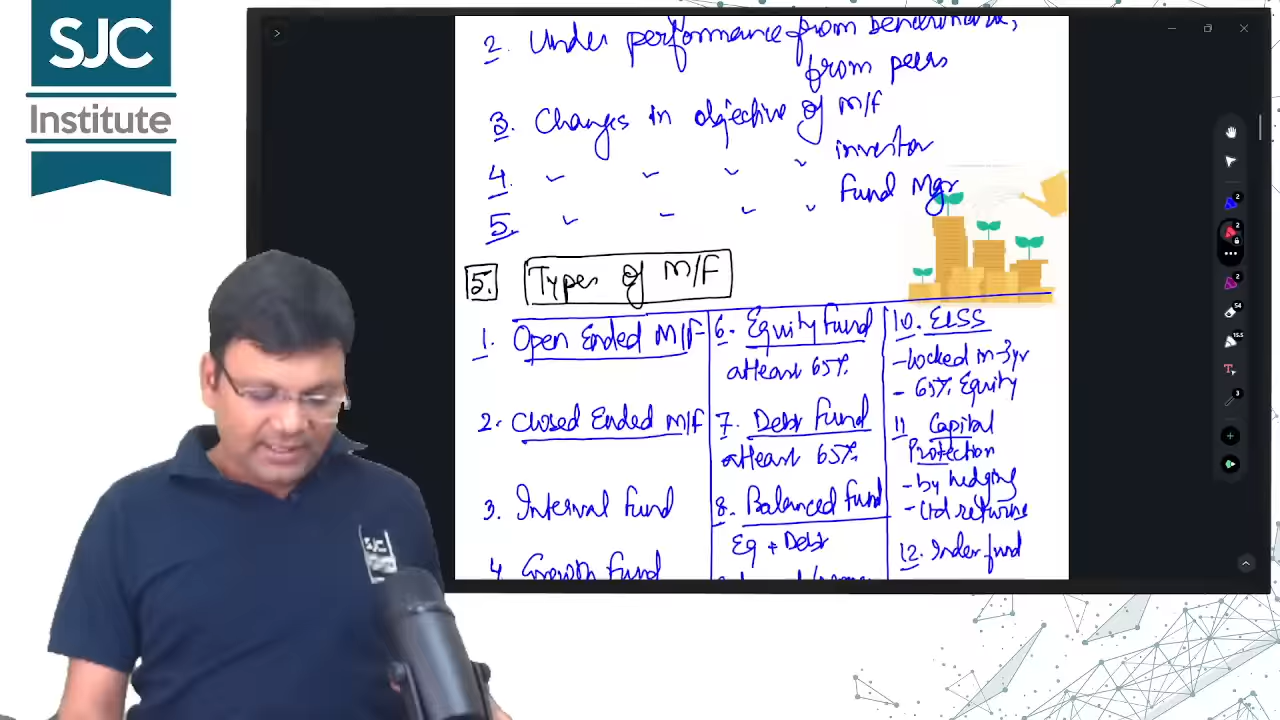 SJC
Institute
2. Under performance from benchmark,
from peers
3. Changes in objective of M/F
4. " " " " investor
5. " " " " Fund Mgr
5. Types of M/F
1. Open Ended M/F
2. Closed Ended M/F
3. Interval Fund
4 Growth Fund
6. Equity Fund
atleast 65%
7. Debt Fund
atleast 65%
8. Balanced Fund
Eq + Debt
10. ELSS
- Locked in - 3yr
- 65% Equity
11 Capital
Protection
- by hedging
- Ltd returns
12. Index fund
SJC